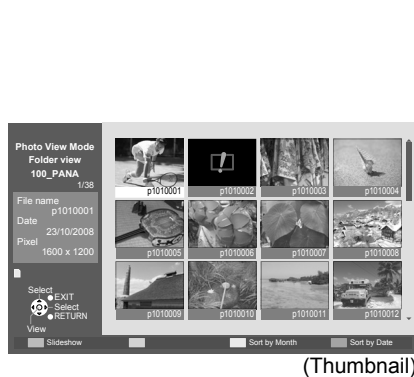 Photo View Mode
Folder view
100_PANA
1/38
File name
p1010001
Date
23/10/2008
Pixel
1600 x 1200
Select
EXIT
Select
RETURN
View
p1010001 p1010002 p1010003 p1010004
p1010005 p1010006 p1010007 p1010008
p1010009 p1010010 p1010011 p1010012
Slideshow Sort by Month Sort by Date
(Thumbnail)